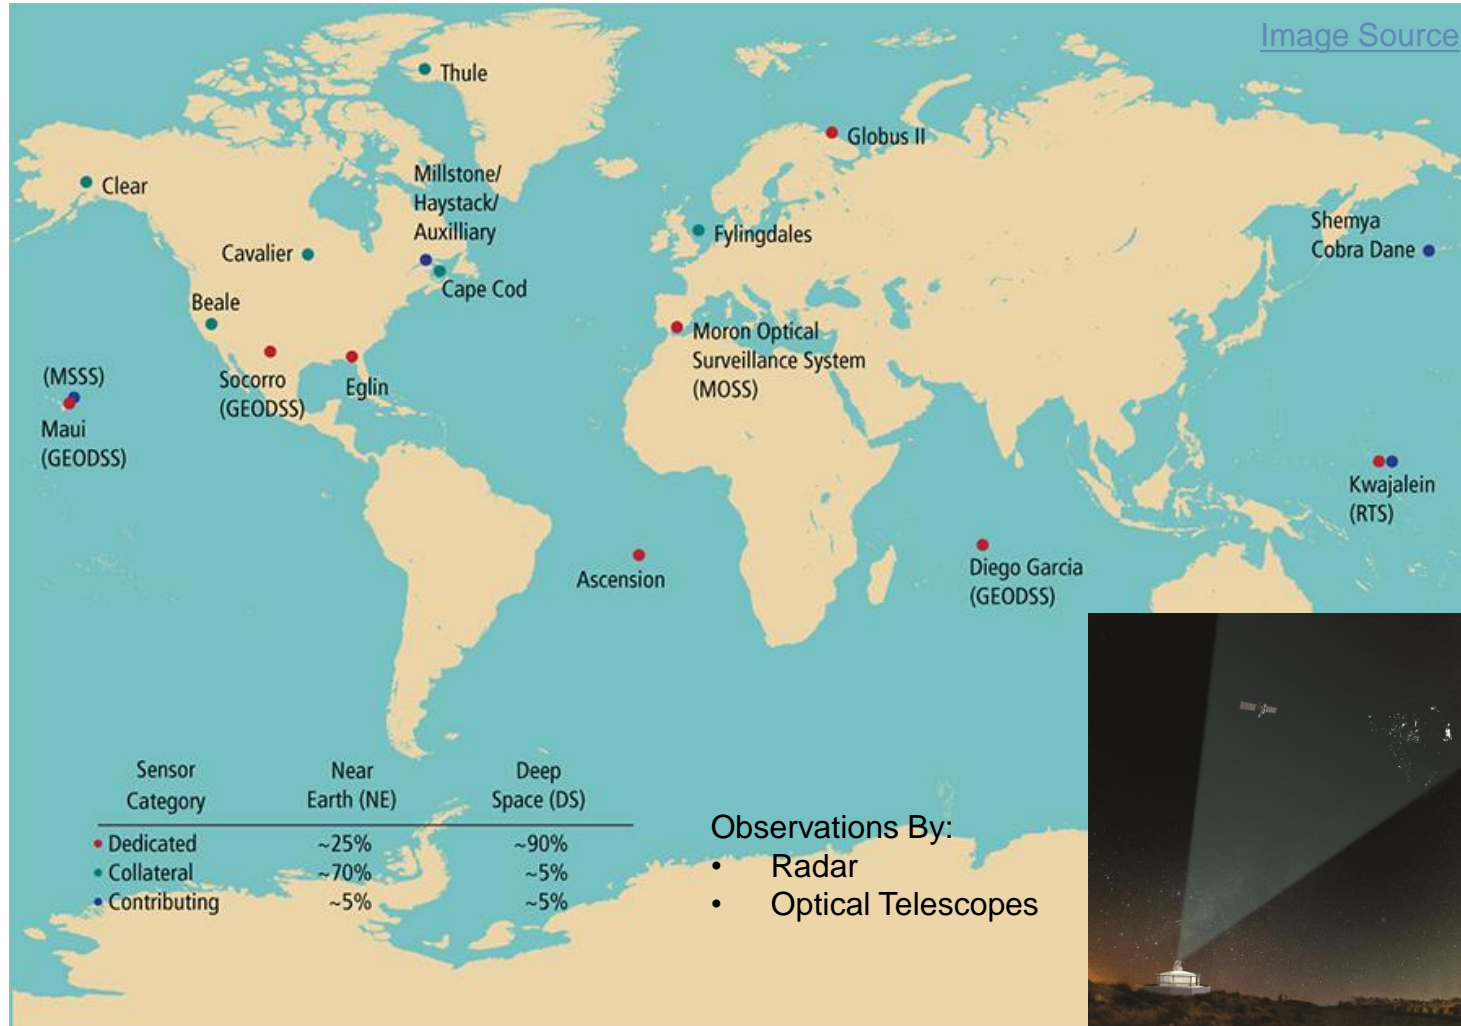 Image Source
Thule
Globus II
Clear
Millstone/
Haystack/
Auxilliary
Cavalier
Cape Cod
Fylingdales
Shemya
Cobra Dane
Beale
Moron Optical
Surveillance System
(MOSS)
(MSSS)
Maui
(GEODSS)
Socorro
(GEODSS)
Eglin
Kwajalein
(RTS)
Ascension
Diego Garcia
(GEODSS)
Sensor Category Near Earth (NE) Deep Space (DS)
• Dedicated ~25% ~90%
• Collateral ~70% ~5%
• Contributing ~5% ~5%
Observations By:
• Radar
• Optical Telescopes